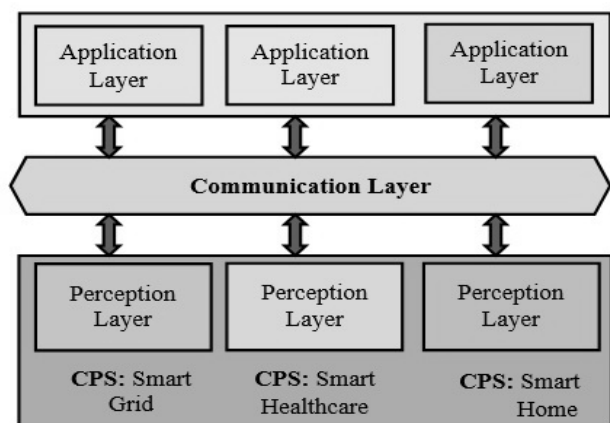 Application
Layer
Application
Layer
Application
Layer
Communication Layer
Perception
Layer
Perception
Layer
Perception
Layer
CPS: Smart
Grid
CPS: Smart
Healthcare
CPS: Smart
Home